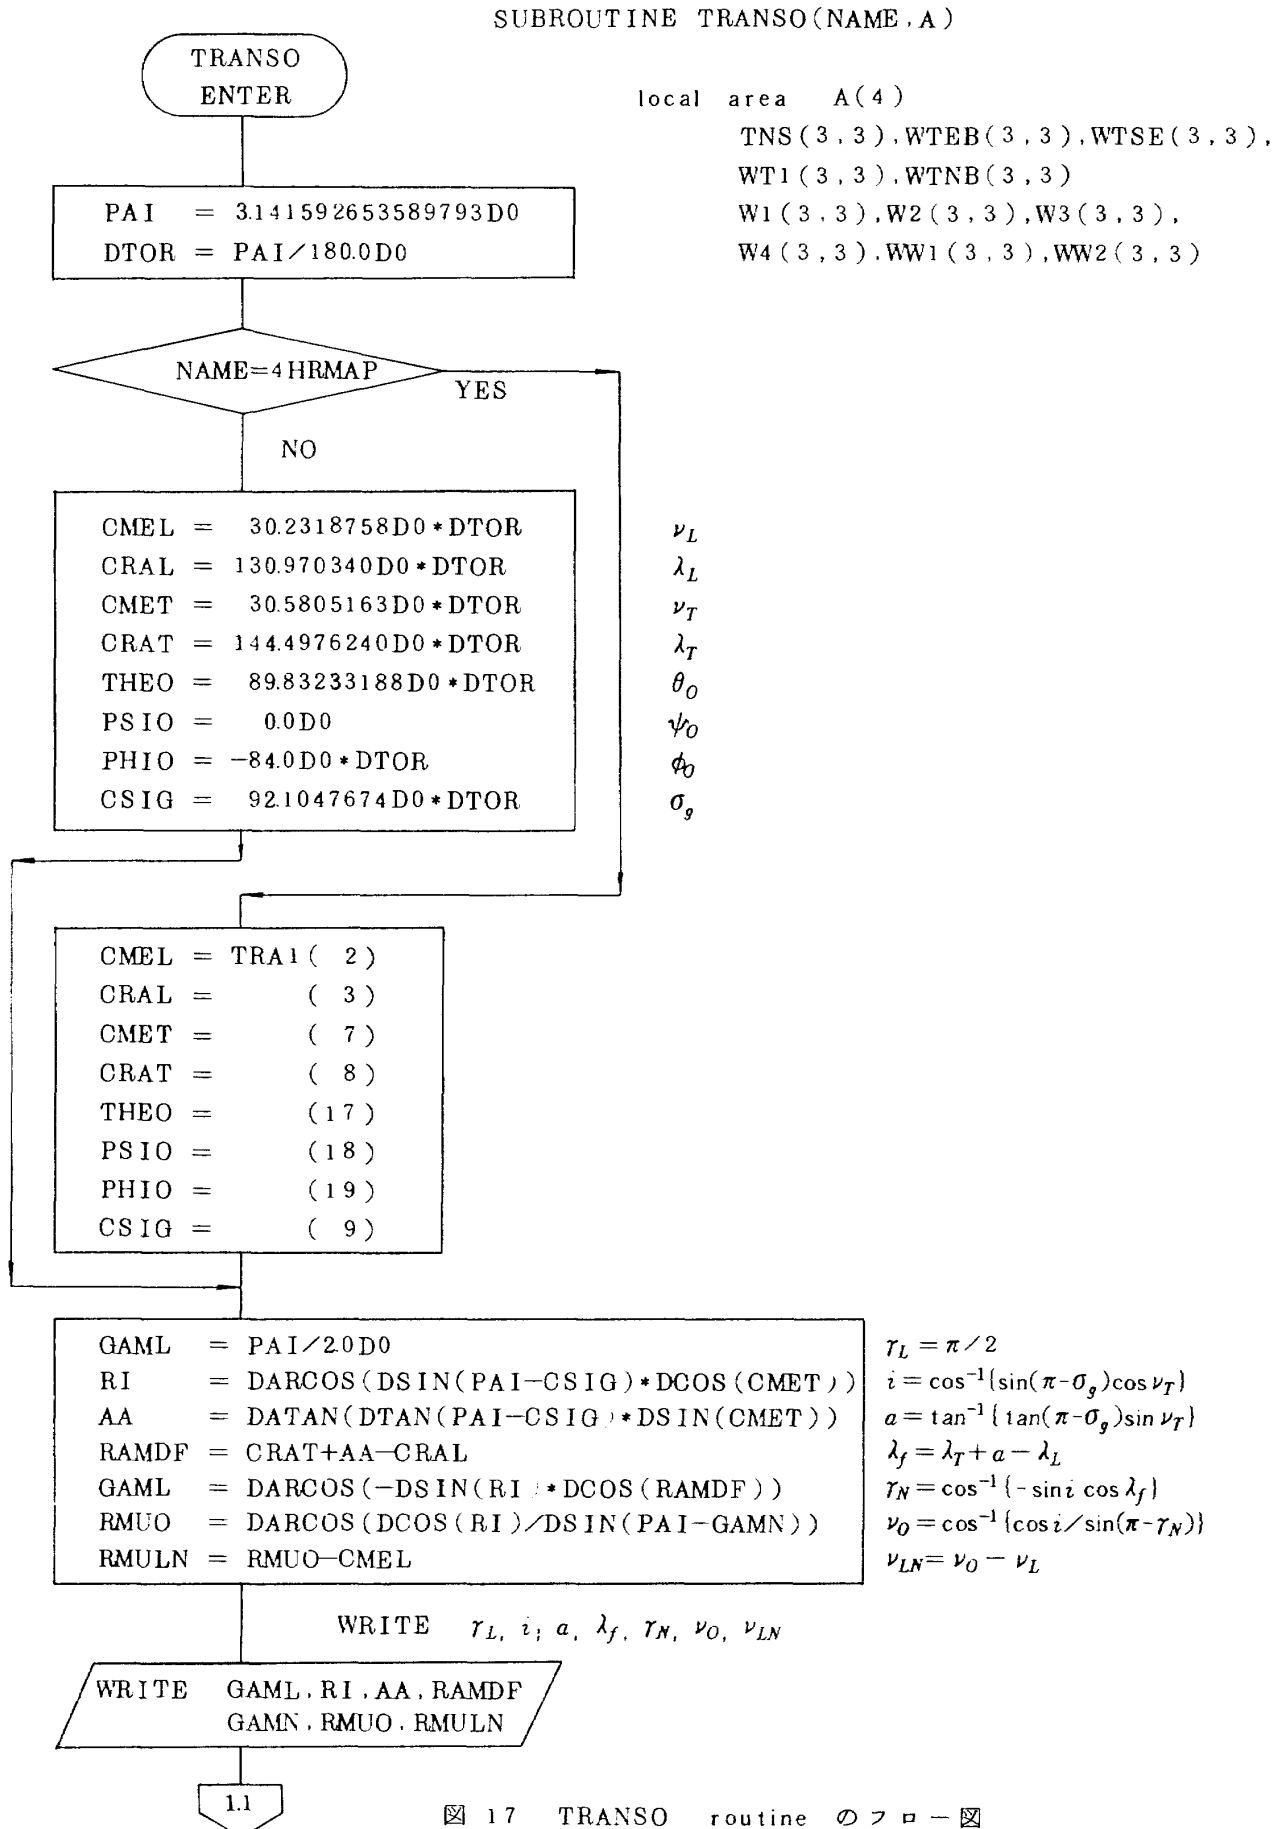 SUBROUTINE TRANSO(NAME,A)
TRANSO
ENTER
local area A(4)
TNS(3,3),WTEB(3,3),WTSE(3,3),
WT1(3,3),WTNB(3,3)
W1(3,3),W2(3,3),W3(3,3),
W4(3,3).WW1(3,3),WW2(3,3)
PAI = 3.141592653589793D0
DTOR = PAI/180.0D0
NAME=4HRMAP
YES
NO
CMEL = 30.2318758D0*DTOR ν_L
CRAL = 130.970340D0*DTOR λ_L
CMET = 30.5805163D0*DTOR ν_T
CRAT = 144.4976240D0*DTOR λ_T
THEO = 89.83233188D0*DTOR θ_O
PSIO = 0.0D0 ψ_O
PHIO = -84.0D0*DTOR φ_O
CSIG = 92.1047674D0*DTOR σ_g
CMEL = TRA1( 2)
CRAL = ( 3)
CMET = ( 7)
CRAT = ( 8)
THEO = (17)
PSIO = (18)
PHIO = (19)
CSIG = ( 9)
GAML = PAI/2.0D0 γ_L = π/2
RI = DARCOS(DSIN(PAI-CSIG)*DCOS(CMET)) i = cos⁻¹{sin(π-σ_g)cos ν_T}
AA = DATAN(DTAN(PAI-CSIG)*DSIN(CMET)) a = tan⁻¹{tan(π-σ_g)sin ν_T}
RAMDF = CRAT+AA-CRAL λ_f = λ_T + a - λ_L
GAML = DARCOS(-DSIN(RI)*DCOS(RAMDF)) γ_N = cos⁻¹{-sin i cos λ_f}
RMUO = DARCOS(DCOS(RI)/DSIN(PAI-GAMN)) ν_O = cos⁻¹{cos i/sin(π-γ_N)}
RMULN = RMUO-CMEL ν_LN = ν_O - ν_L
WRITE γ_L, i; a, λ_f, γ_N, ν_O, ν_LN
WRITE GAML,RI,AA,RAMDF
GAMN,RMUO,RMULN
1.1
図 17 TRANSO routine のフロー図